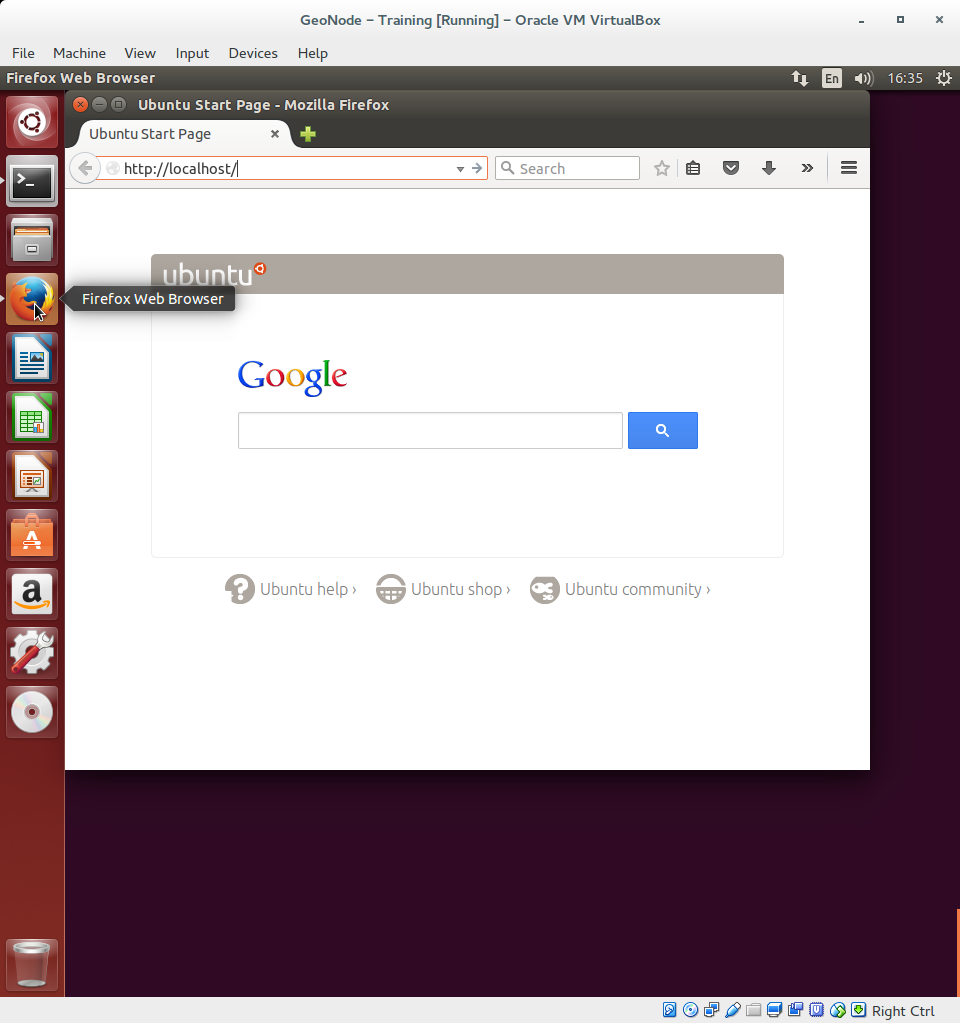 GeoNode – Training [Running] – Oracle VM VirtualBox
File Machine View Input Devices Help
Firefox Web Browser En 16:35
Ubuntu Start Page - Mozilla Firefox
Ubuntu Start Page
http://localhost/ Search
ubuntu
Firefox Web Browser
Google
Ubuntu help › Ubuntu shop › Ubuntu community ›
Right Ctrl